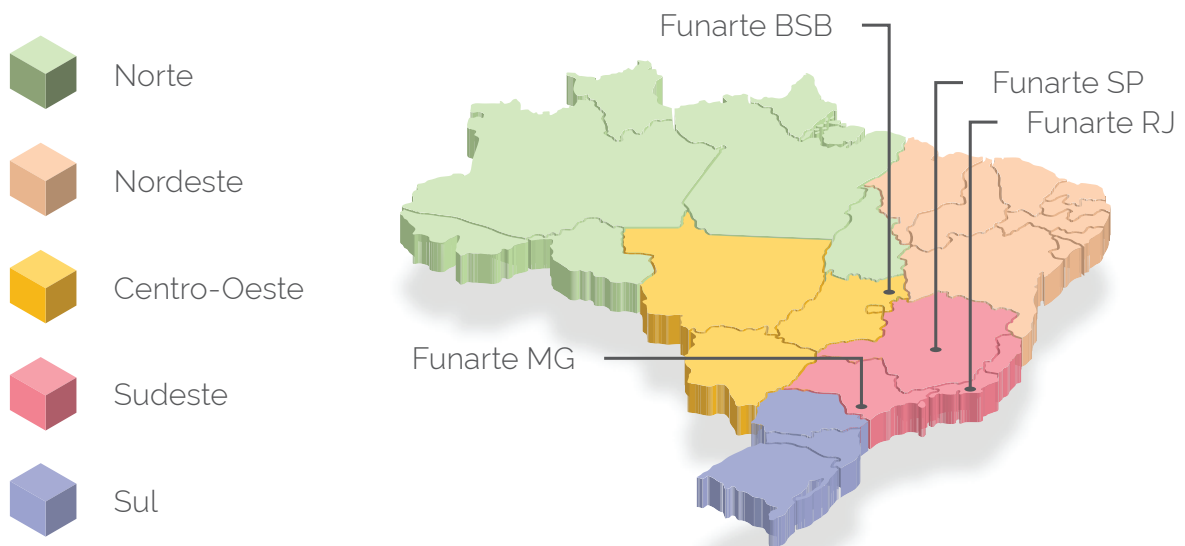 Norte
Nordeste
Centro-Oeste
Sudeste
Sul
Funarte BSB
Funarte SP
Funarte RJ
Funarte MG